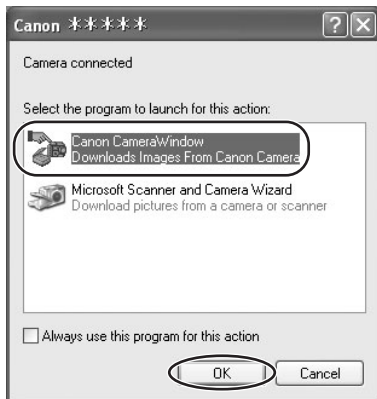 Canon *****
Camera connected
Select the program to launch for this action:
Canon CameraWindow
Downloads Images From Canon Camera
Microsoft Scanner and Camera Wizard
Download pictures from a camera or scanner
Always use this program for this action
OK Cancel